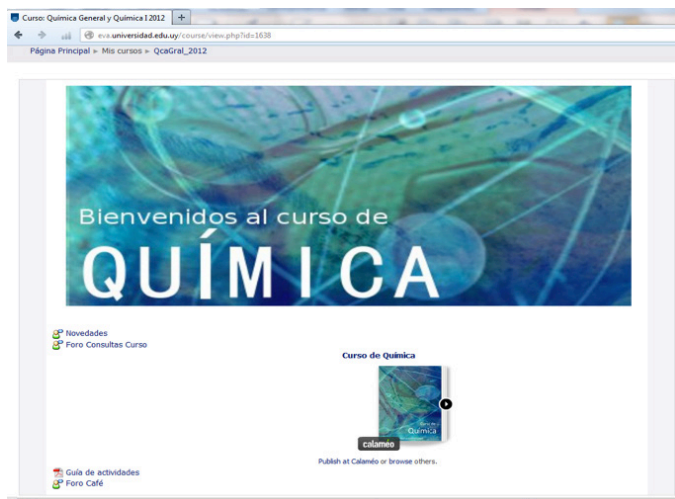 Curso: Química General y Química I 2012
eva.universidad.edu.uy/course/view.php?id=1638
Página Principal ► Mis cursos ► QcaGral_2012
Bienvenidos al curso de
QUÍMICA
Novedades
Foro Consultas Curso
Curso de Química
Química
calaméo
Publish at Calaméo or browse others.
Guía de actividades
Foro Café